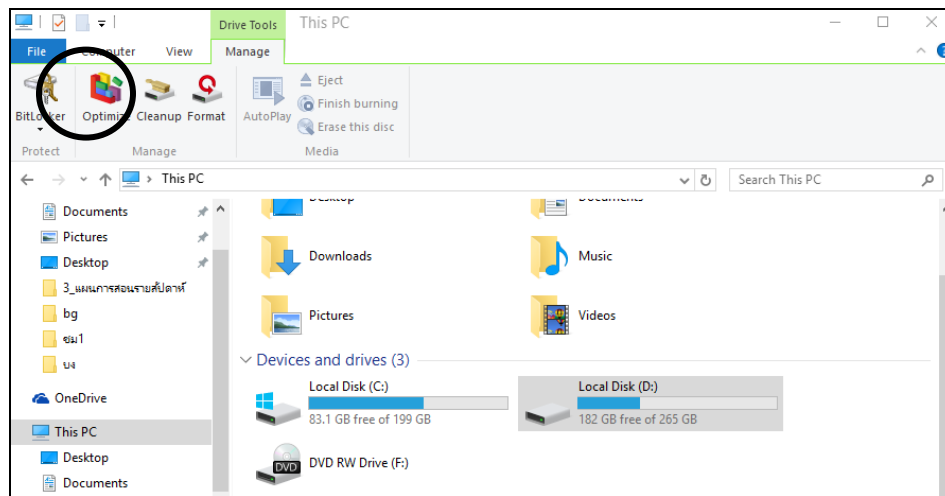 Drive Tools This PC
File Computer View Manage
BitLocker Optimize Cleanup Format AutoPlay
Eject
Finish burning
Erase this disc
Protect Manage Media
This PC Search This PC
Documents
Pictures
Desktop
3_แผนการสอนรายสัปดาห์
bg
ชม1
บง
OneDrive
This PC
Desktop
Documents
Desktop Documents
Downloads Music
Pictures Videos
Devices and drives (3)
Local Disk (C:) Local Disk (D:)
83.1 GB free of 199 GB 182 GB free of 265 GB
DVD RW Drive (F:)
DVD